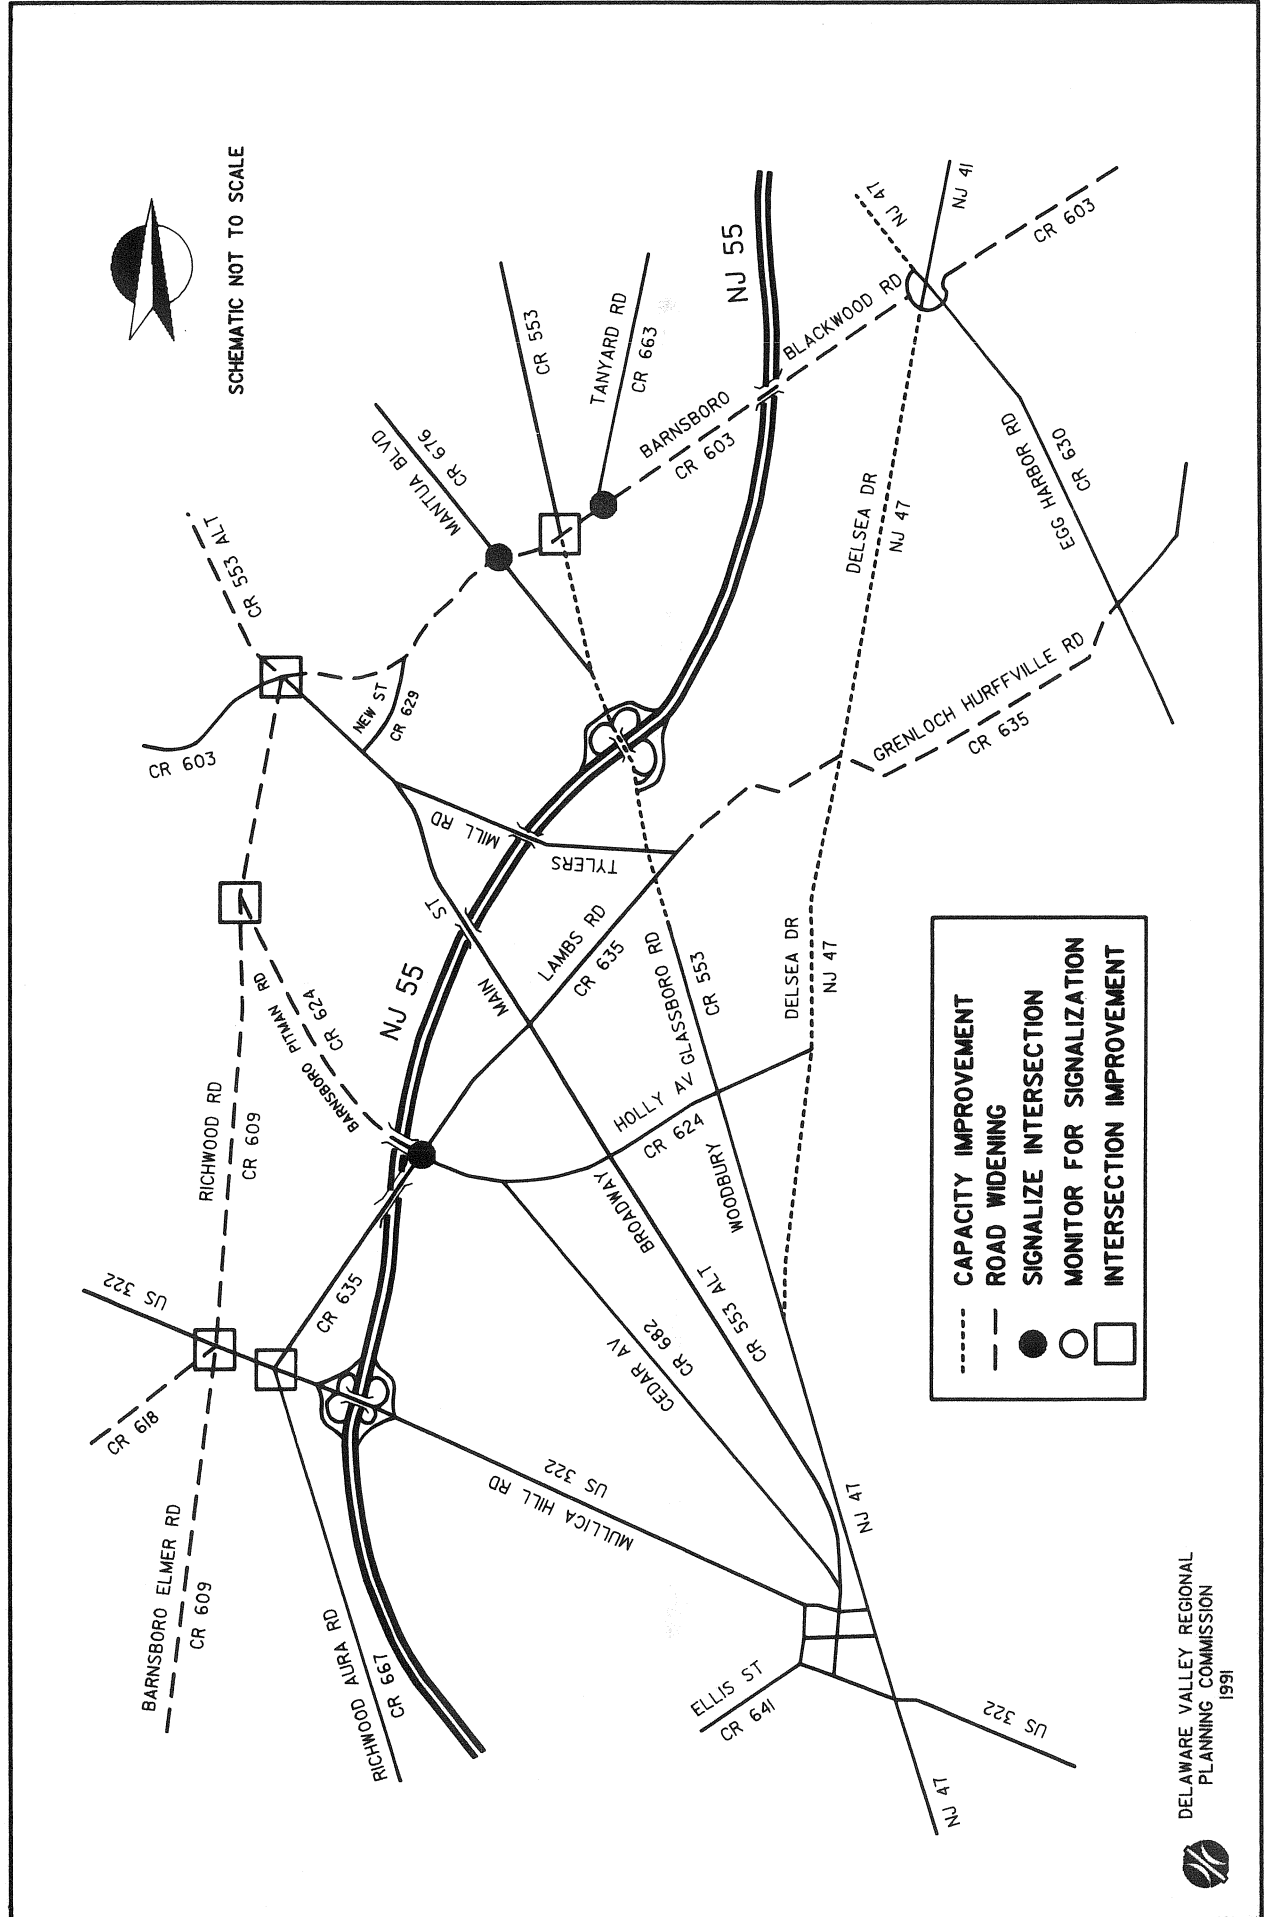 SCHEMATIC NOT TO SCALE
NJ 55
NJ 47
NJ 41
CR 603
CR 553
TANYARD RD
CR 663
BLACKWOOD RD
BARNSBORO
CR 603
MANTUA BLVD
CR 676
CR 553 ALT
CR 603
NEW ST
CR 629
DELSEA DR
NJ 47
EGG HARBOR RD
CR 630
GRENLOCH HURFFVILLE RD
CR 635
MILL RD
TYLERS
MAIN
ST
LAMBS RD
CR 635
NJ 55
BARNSBORO PITMAN RD
CR 624
RICHWOOD RD
CR 609
WOODBURY
GLASSBORO RD
CR 553
DELSEA DR
NJ 47
HOLLY AV
CR 624
BROADWAY
CR 553 ALT
CEDAR AV
CR 682
CR 635
US 322
CR 618
BARNSBORO ELMER RD
CR 609
RICHWOOD AURA RD
CR 667
MULLICA HILL RD
US 322
NJ 47
ELLIS ST
CR 641
US 322
NJ 47
CAPACITY IMPROVEMENT
ROAD WIDENING
SIGNALIZE INTERSECTION
MONITOR FOR SIGNALIZATION
INTERSECTION IMPROVEMENT
DELAWARE VALLEY REGIONAL
PLANNING COMMISSION
1991